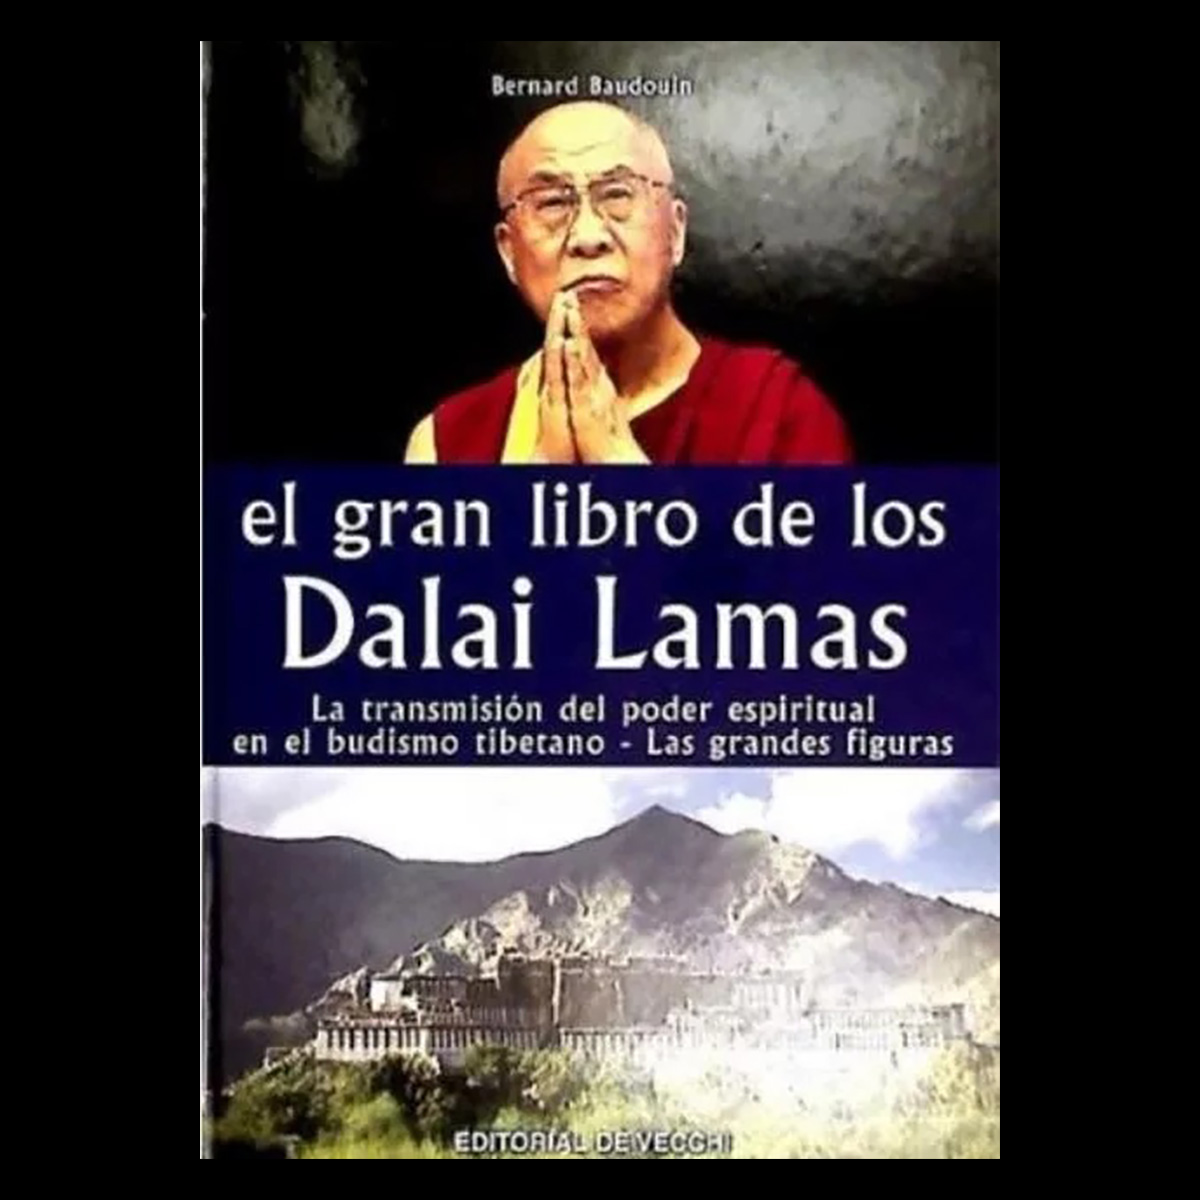 Bernard Baudouin
el gran libro de los
Dalai Lamas
La transmisión del poder espiritual
en el budismo tibetano - Las grandes figuras
EDITORIAL DE VECCHI